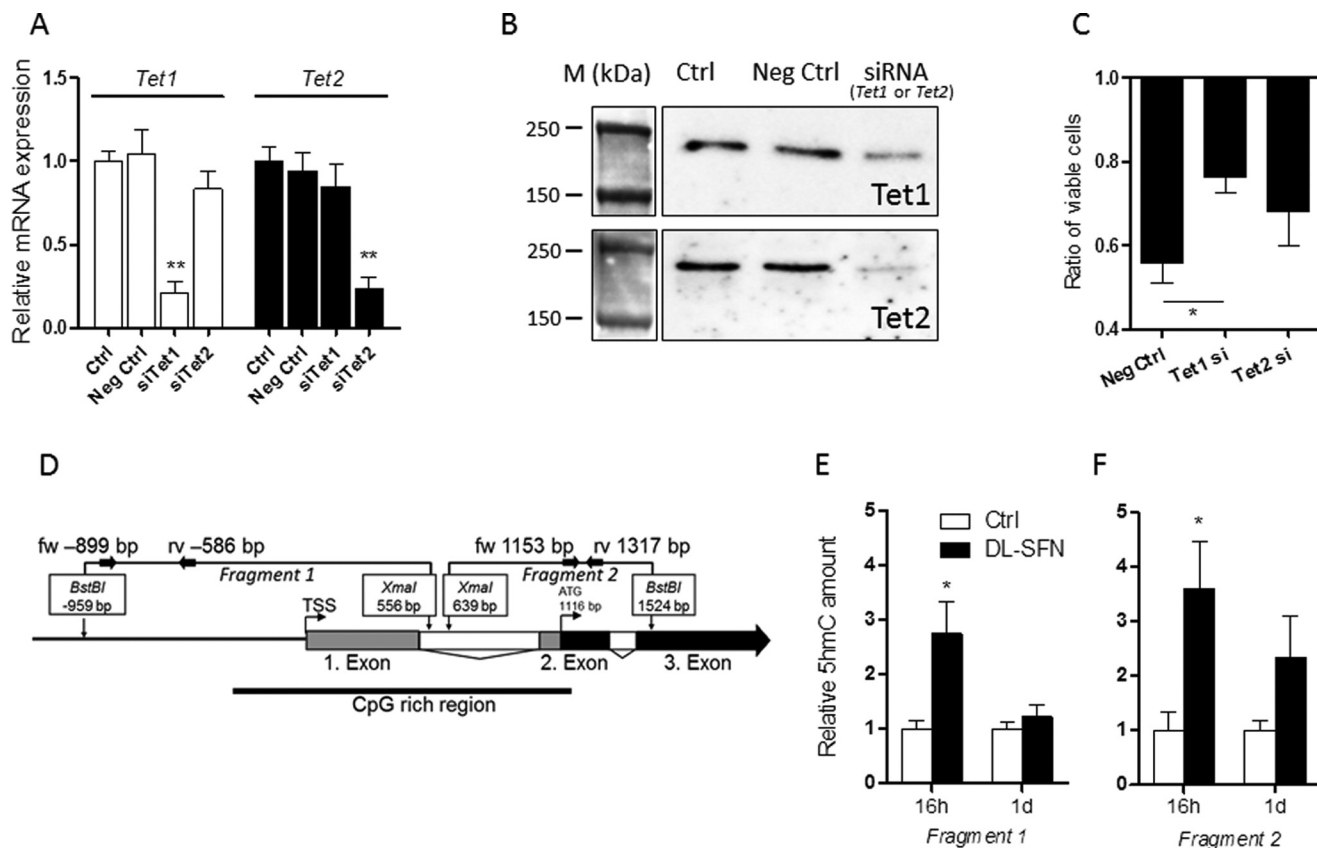 A
Tet1
Tet2
Relative mRNA expression
1.5
1.0
0.5
0.0
**
**
Ctrl
Neg Ctrl
siTet1
siTet2
Ctrl
Neg Ctrl
siTet1
siTet2
B
M (kDa)
Ctrl
Neg Ctrl
siRNA
(Tet1 or Tet2)
250
150
Tet1
250
150
Tet2
C
Ratio of viable cells
1.0
0.8
0.6
0.4
*
Neg Ctrl
Tet1 si
Tet2 si
D
fw –899 bp
rv –586 bp
fw 1153 bp
rv 1317 bp
Fragment 1
Fragment 2
BstBI
-959 bp
XmaI
556 bp
XmaI
639 bp
ATG
1116 bp
BstBI
1524 bp
TSS
1. Exon
2. Exon
3. Exon
CpG rich region
E
Relative 5hmC amount
5
4
3
2
1
0
*
Ctrl
DL-SFN
16h
1d
Fragment 1
F
5
4
3
2
1
0
*
16h
1d
Fragment 2